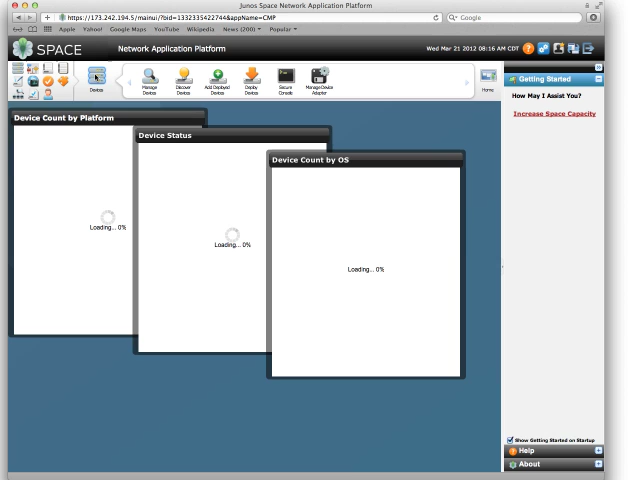 Junos Space Network Application Platform
https://173.242.194.5/mainui/?bid=1332335422744&appName=CMP
Google
Apple Yahoo! Google Maps YouTube Wikipedia News (200) Popular
SPACE Network Application Platform Wed Mar 21 2012 08:16 AM CDT
Devices
Manage Devices
Discover Devices
Add Deployed Devices
Deploy Devices
Secure Console
Manage Device Adapter
Home
Getting Started
How May I Assist You?
Increase Space Capacity
Device Count by Platform
Loading... 0%
Device Status
Loading... 0%
Device Count by OS
Loading... 0%
Show Getting Started on Startup
Help
About